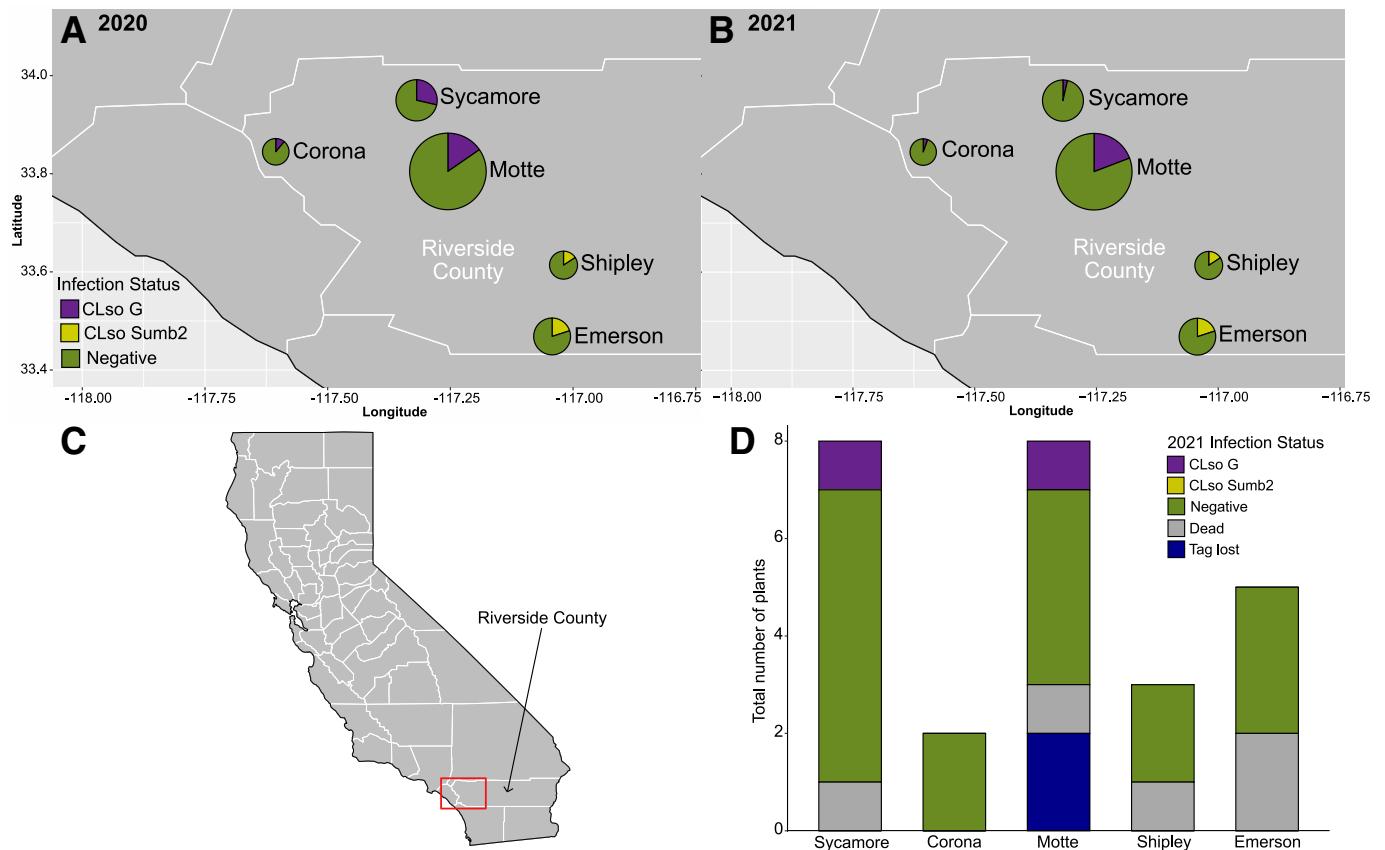 A 2020
34.0
33.8
33.6
33.4
Latitude
Sycamore
Corona
Motte
Riverside
County
Shipley
Emerson
Infection Status
CLso G
CLso Sumb2
Negative
-118.00
-117.75
-117.50
-117.25
-117.00
-116.75
Longitude
B 2021
Sycamore
Corona
Motte
Riverside
County
Shipley
Emerson
-118.00
-117.75
-117.50
-117.25
-117.00
-116.75
Longitude
C
Riverside County
D
Total number of plants
8
6
4
2
0
2021 Infection Status
CLso G
CLso Sumb2
Negative
Dead
Tag lost
Sycamore
Corona
Motte
Shipley
Emerson